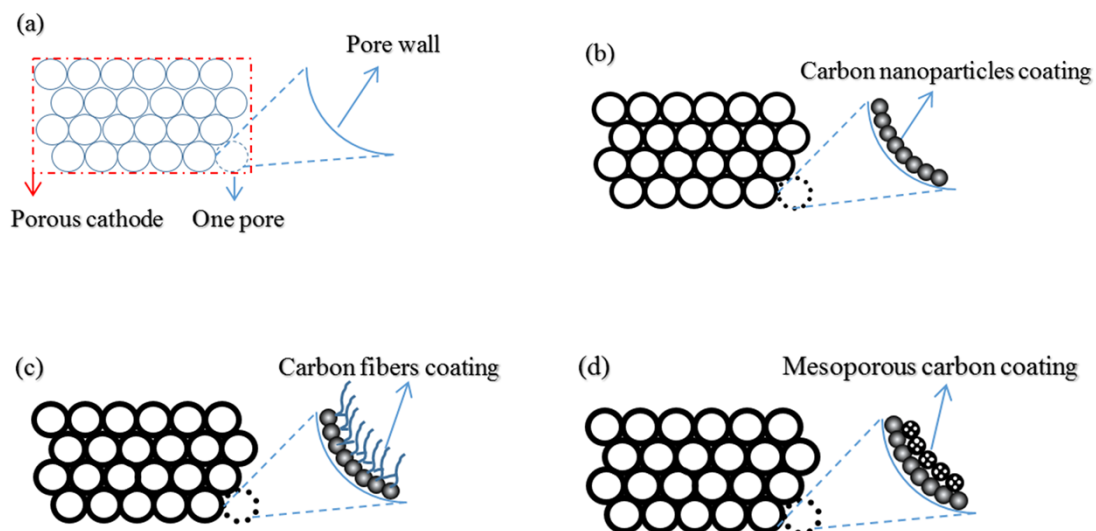 (a)
Pore wall
Porous cathode
One pore
(b)
Carbon nanoparticles coating
(c)
Carbon fibers coating
(d)
Mesoporous carbon coating